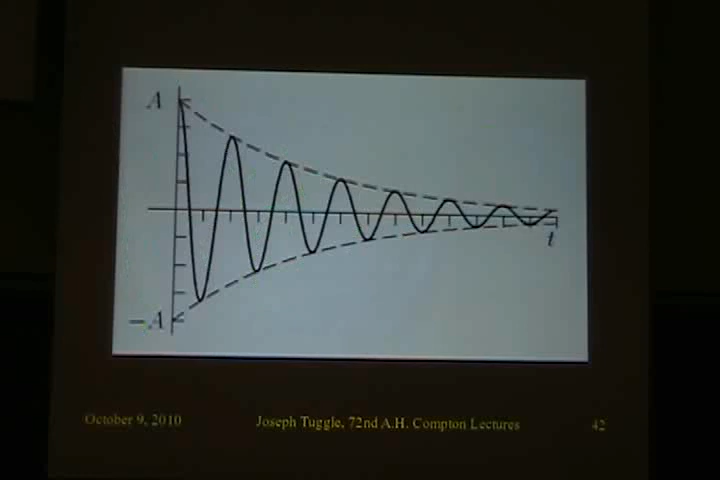 A
t
-A
October 9, 2010
Joseph Tuggle, 72nd A.H. Compton Lectures
42